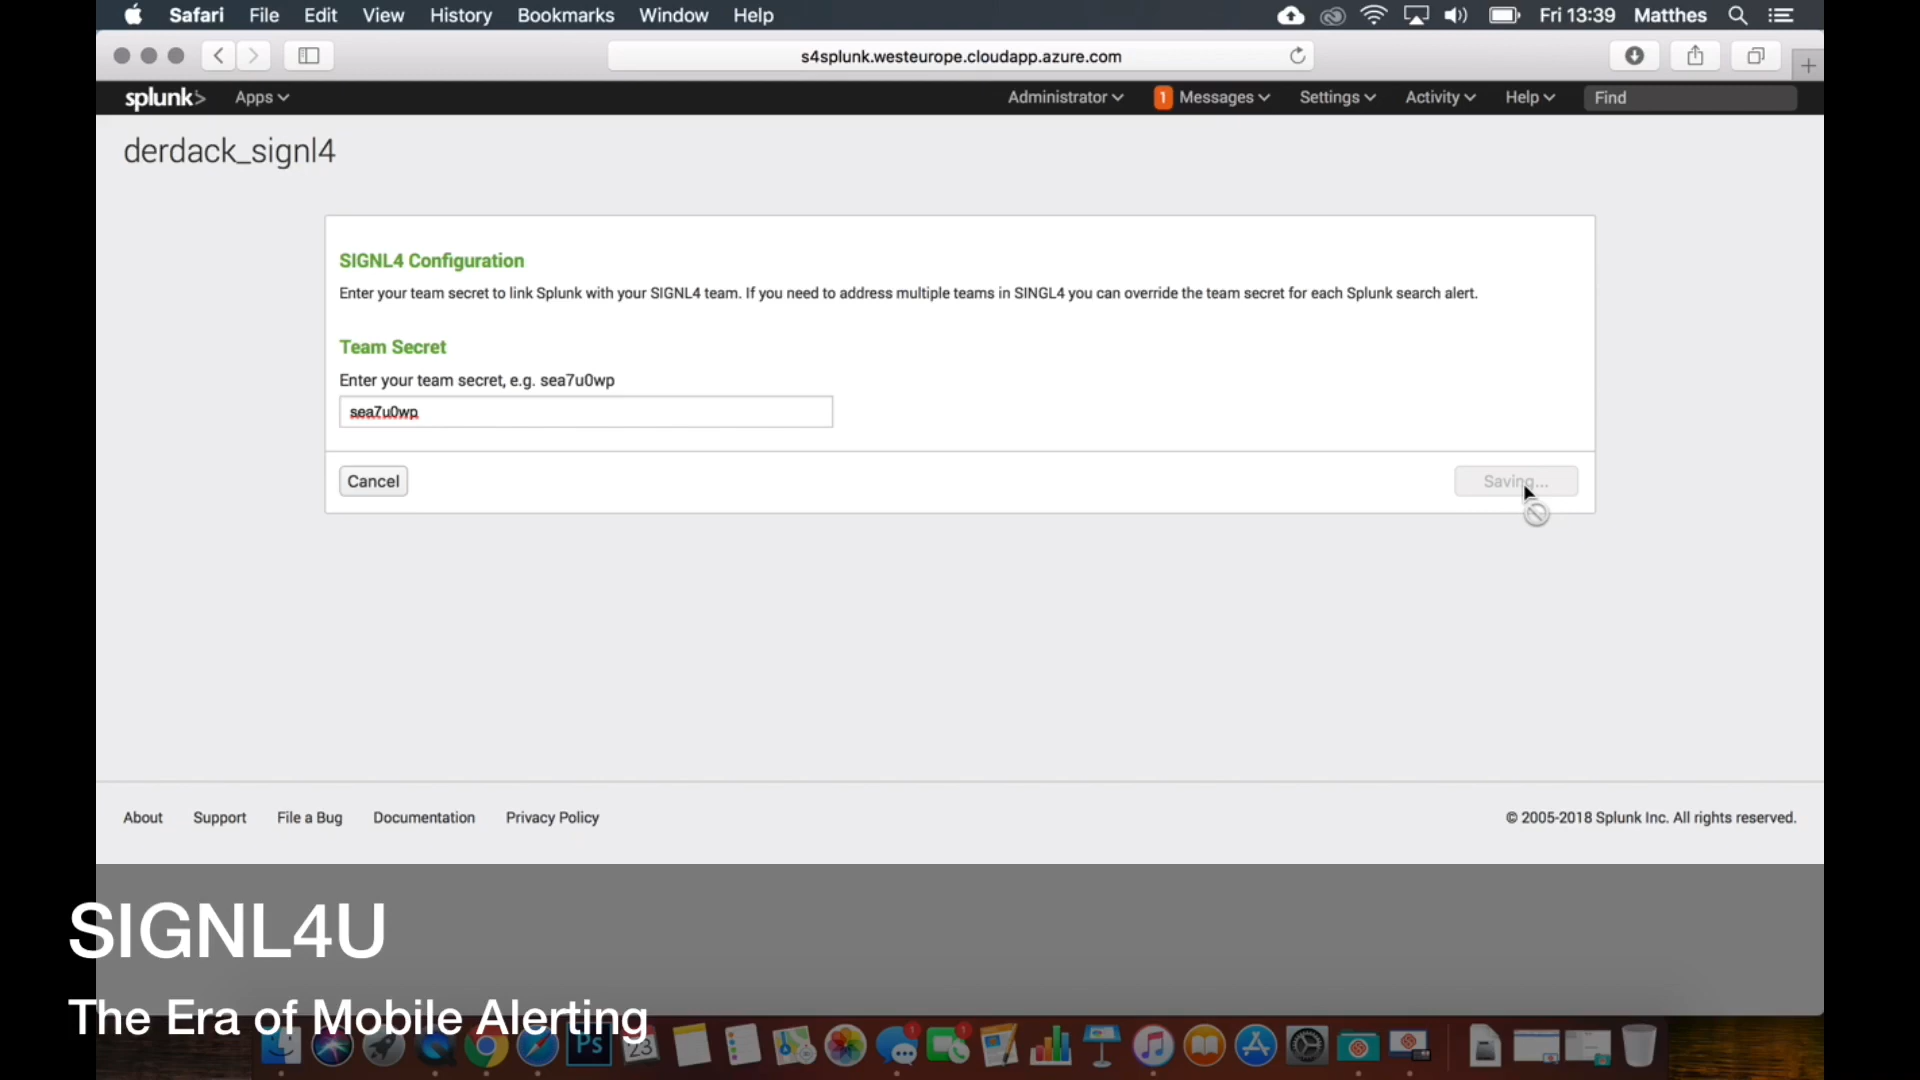 Safari File Edit View History Bookmarks Window Help Fri 13:39 Matthes
s4splunk.westeurope.cloudapp.azure.com
splunk> Apps Administrator 1 Messages Settings Activity Help Find
derdack_signl4
SIGNL4 Configuration
Enter your team secret to link Splunk with your SIGNL4 team. If you need to address multiple teams in SINGL4 you can override the team secret for each Splunk search alert.
Team Secret
Enter your team secret, e.g. sea7u0wp
sea7u0wp
Cancel Saving...
About Support File a Bug Documentation Privacy Policy © 2005-2018 Splunk Inc. All rights reserved.
SIGNL4U
The Era of Mobile Alerting
Ps 23 1 1